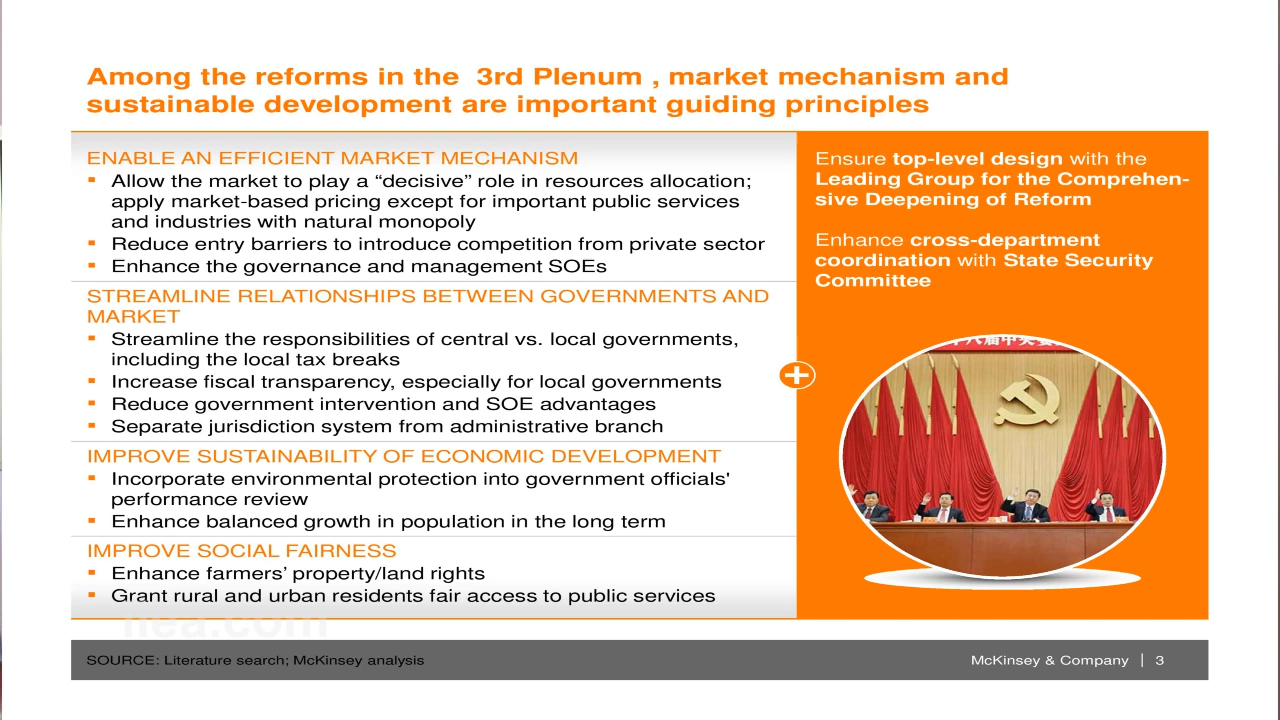 Among the reforms in the 3rd Plenum , market mechanism and
sustainable development are important guiding principles
ENABLE AN EFFICIENT MARKET MECHANISM
▪ Allow the market to play a “decisive” role in resources allocation;
apply market-based pricing except for important public services
and industries with natural monopoly
▪ Reduce entry barriers to introduce competition from private sector
▪ Enhance the governance and management SOEs
STREAMLINE RELATIONSHIPS BETWEEN GOVERNMENTS AND
MARKET
▪ Streamline the responsibilities of central vs. local governments,
including the local tax breaks
▪ Increase fiscal transparency, especially for local governments
▪ Reduce government intervention and SOE advantages
▪ Separate jurisdiction system from administrative branch
IMPROVE SUSTAINABILITY OF ECONOMIC DEVELOPMENT
▪ Incorporate environmental protection into government officials'
performance review
▪ Enhance balanced growth in population in the long term
IMPROVE SOCIAL FAIRNESS
▪ Enhance farmers’ property/land rights
▪ Grant rural and urban residents fair access to public services
Ensure top-level design with the
Leading Group for the Comprehen-
sive Deepening of Reform
Enhance cross-department
coordination with State Security
Committee
八届中央委
SOURCE: Literature search; McKinsey analysis
McKinsey & Company | 3